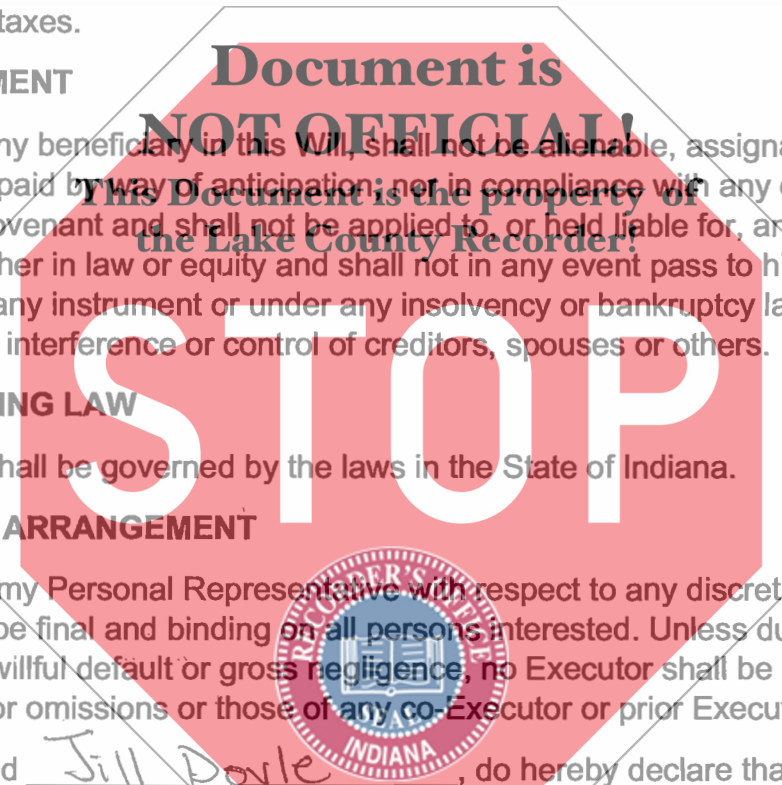 taxes.
Document is
MENT
NOT OFFICIAL!
ny beneficiary in this Will, shall not be alienable, assigna
This Document is the property of
paid by way of anticipation; nor in compliance with any
the Lake County Recorder!
ovenant and shall not be applied to, or held liable for, an
her in law or equity and shall not in any event pass to h
any instrument or under any insolvency or bankruptcy la
interference or control of creditors, spouses or others.
STOP
ING LAW
hall be governed by the laws in the State of Indiana.
ARRANGEMENT
my Personal Representative with respect to any discret
be final and binding on all persons interested. Unless du
willful default or gross negligence, no Executor shall be
or omissions or those of any co-Executor or prior Execu
RECORDER'S OFFICE
SEAL
INDIANA
d Jill Doyle, do hereby declare tha